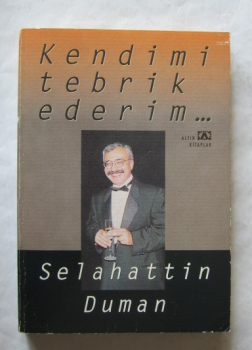 Kendimi
tebrik
ederim...
ALTIN
KİTAPLAR
Selahattin
Duman